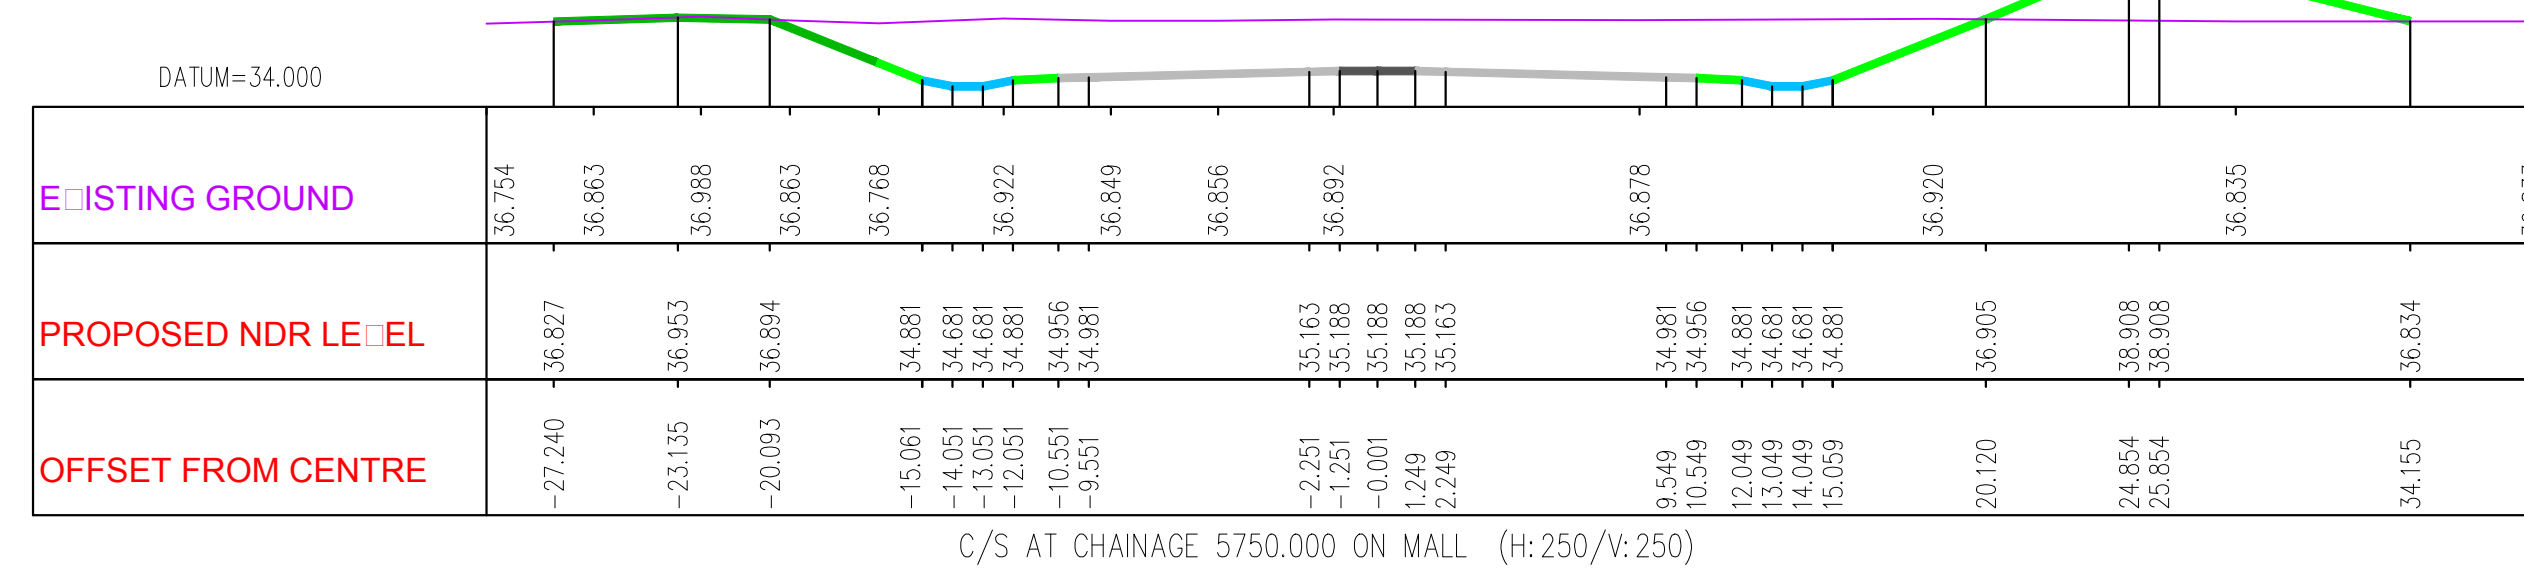 DATUM=34.000
E□ISTING GROUND
36.754 36.863 36.988 36.863 36.768 36.922 36.849 36.856 36.892 36.878 36.920 36.835
PROPOSED NDR LE□EL
36.827 36.953 36.894 34.881 34.681 34.681 34.881 34.956 34.981 35.163 35.188 35.188 35.188 35.163 34.981 34.956 34.881 34.681 34.681 34.881 36.905 38.908 38.908 36.834
OFFSET FROM CENTRE
-27.240 -23.135 -20.093 -15.061 -14.051 -13.051 -12.051 -10.551 -9.551 -2.251 -1.251 -0.001 1.249 2.249 9.549 10.549 12.049 13.049 14.049 15.059 20.120 24.854 25.854 34.155
C/S AT CHAINAGE 5750.000 ON MALL (H:250/V:250)